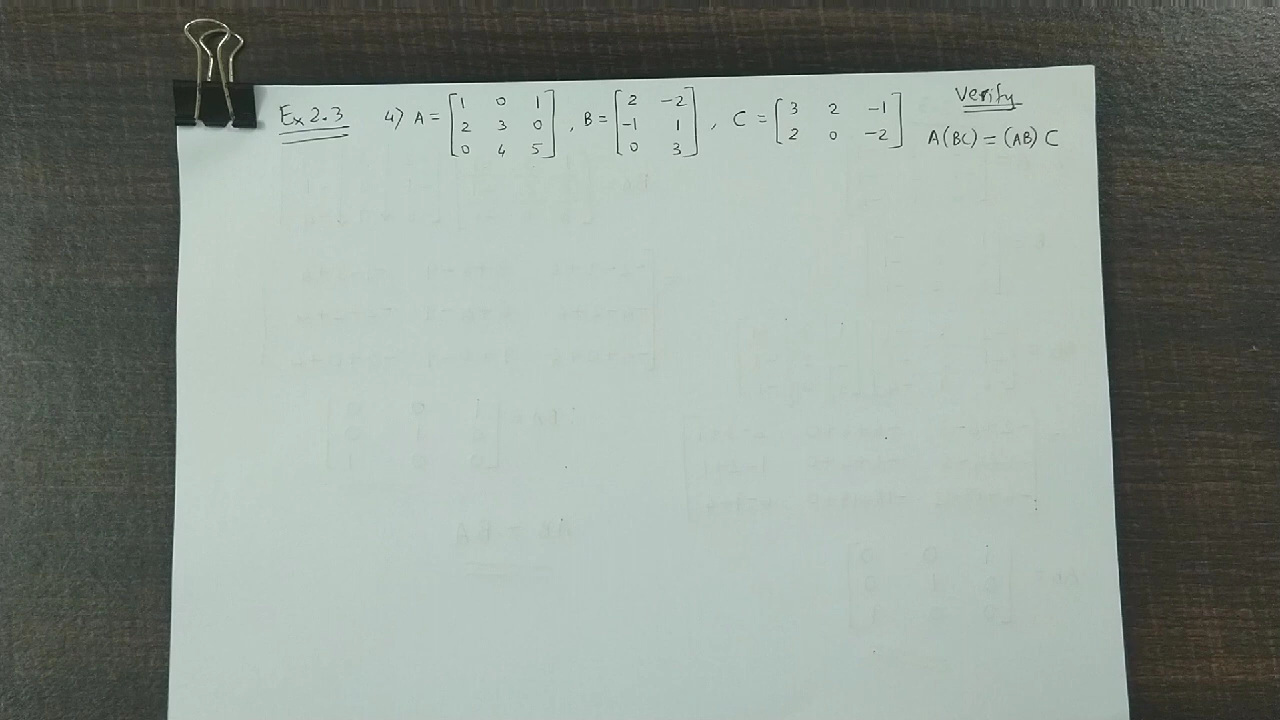 Ex 2.3 4) A = [1 0 1 , B = [2 -2 , C = [3 2 -1] Verify
2 3 0 -1 1 2 0 -2] A(BC) = (AB) C
0 4 5] 0 3]